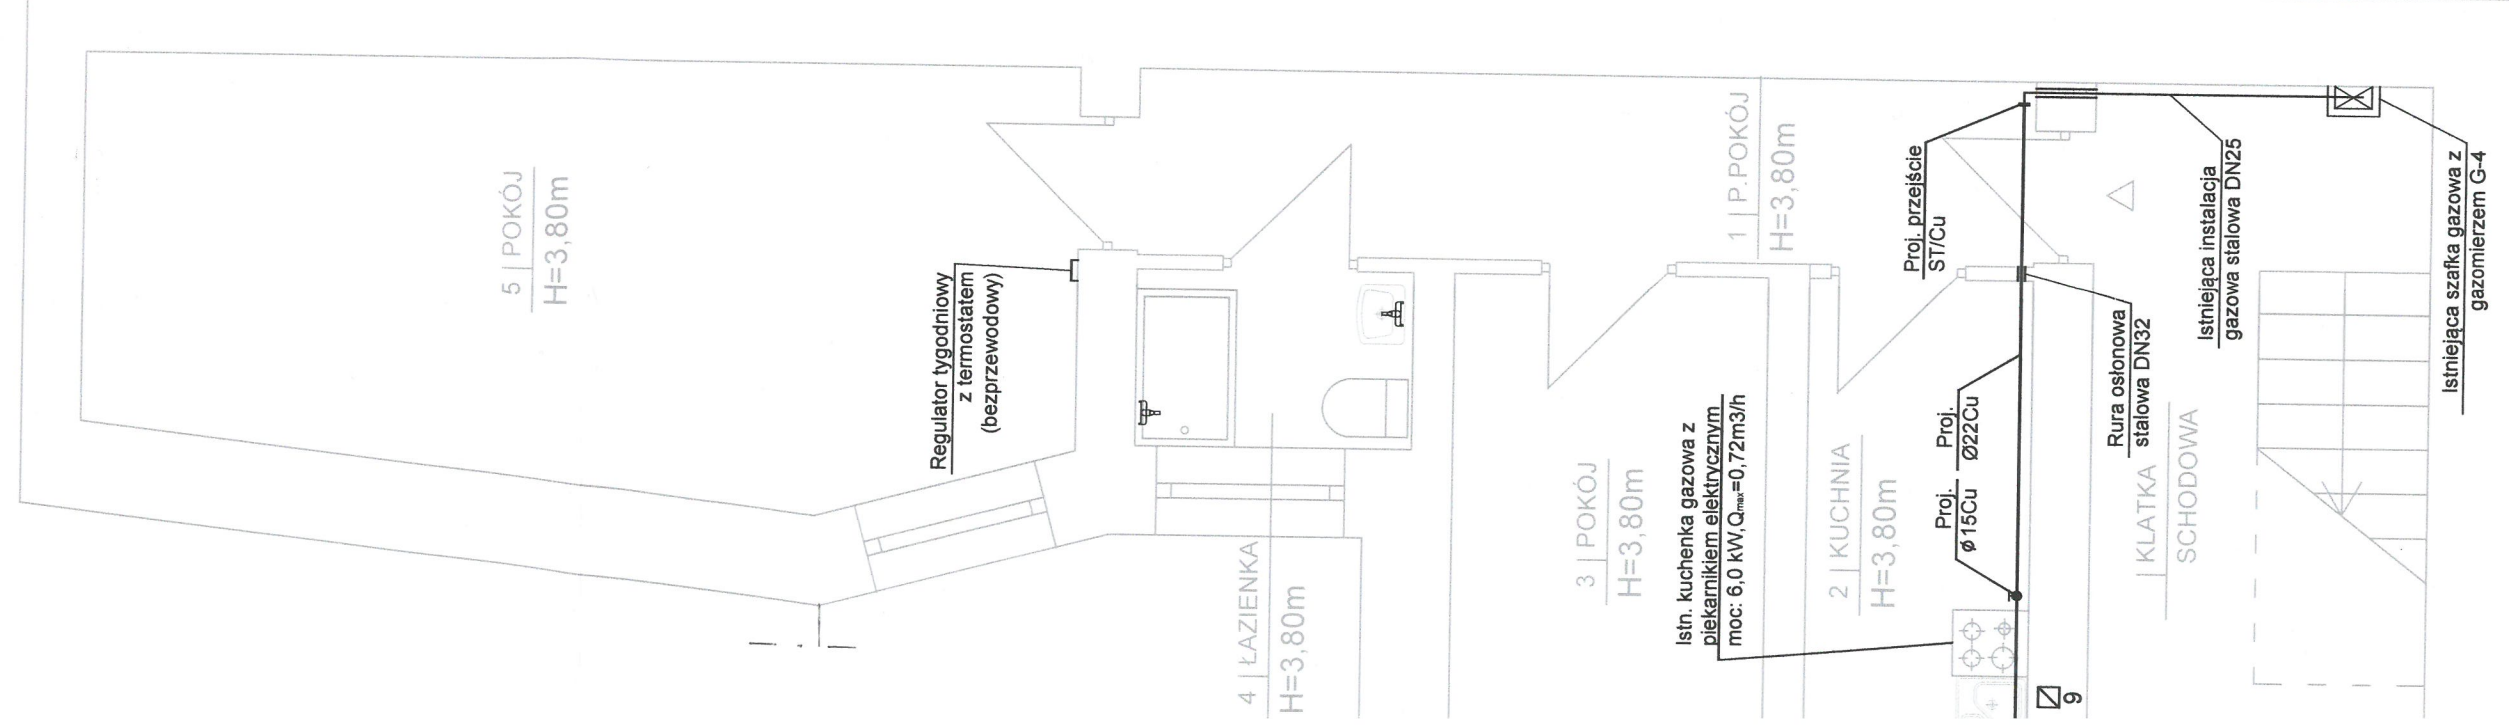 5 | POKÓJ
H=3,80m
Regulator tygodniowy
z termostatem
(bezprzewodowy)
4 | ŁAZIENKA
H=3,80m
3 | POKÓJ
H=3,80m
1 | P.POKÓJ
H=3,80m
Istn. kuchenka gazowa z
piekarnikiem elektrycznym
moc: 6,0 kW,Qmax=0,72m3/h
2 | KUCHNIA
H=3,80m
Proj. przejście
ST/Cu
Proj.
Ø15Cu
Proj.
Ø22Cu
Rura osłonowa
stalowa DN32
| KLATKA
SCHODOWA
Istniejąca instalacja
gazowa stalowa DN25
Istniejąca szafka gazowa z
gazomierzem G-4
9